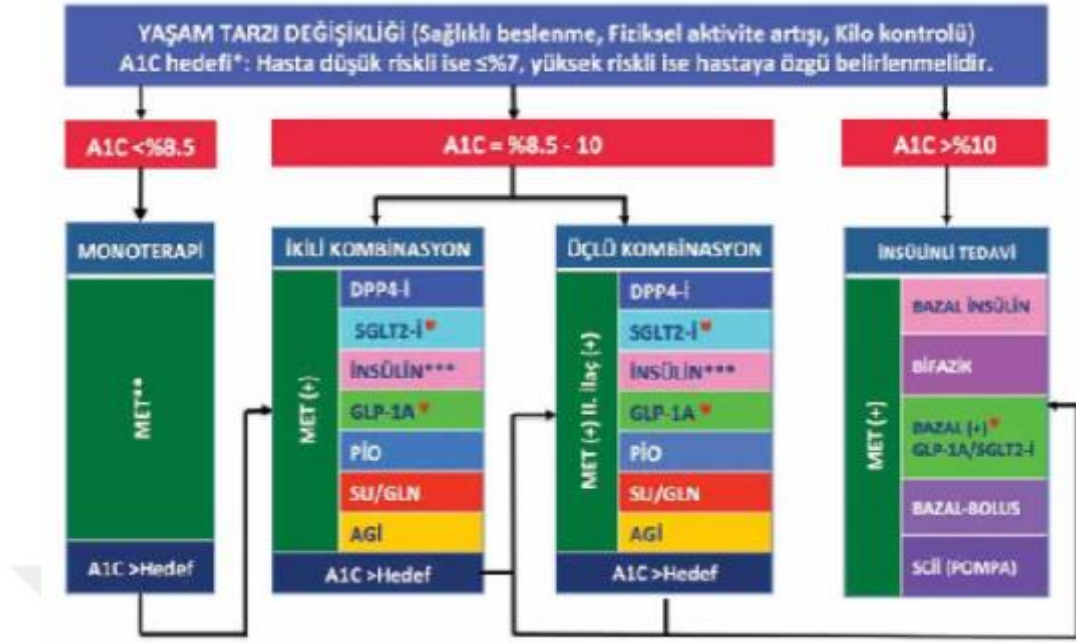 YAŞAM TARZI DEĞİŞİKLİĞİ (Sağlıklı beslenme, Fiziksel aktivite artışı, Kilo kontrolü)
A1C hedefi*: Hasta düşük riskli ise ≤%7, yüksek riskli ise hastaya özgü belirlenmelidir.
A1C <%8.5
A1C = %8.5 - 10
A1C >%10
MONOTERAPİ
MET**
A1C >Hedef
İKİLİ KOMBİNASYON
MET (+)
DPP4-İ
SGLT2-İ
İNSÜLİN***
GLP-1A
PİO
SU/GLN
AGİ
A1C >Hedef
ÜÇLÜ KOMBİNASYON
MET (+) II. İlaç (+)
DPP4-İ
SGLT2-İ
İNSÜLİN***
GLP-1A
PİO
SU/GLN
AGİ
A1C >Hedef
İNSÜLİNLİ TEDAVİ
MET (+)
BAZAL İNSÜLİN
BİFAZİK
BAZAL (+)
GLP-1A/SGLT2-İ
BAZAL-BOLUS
SCİİ (POMPA)